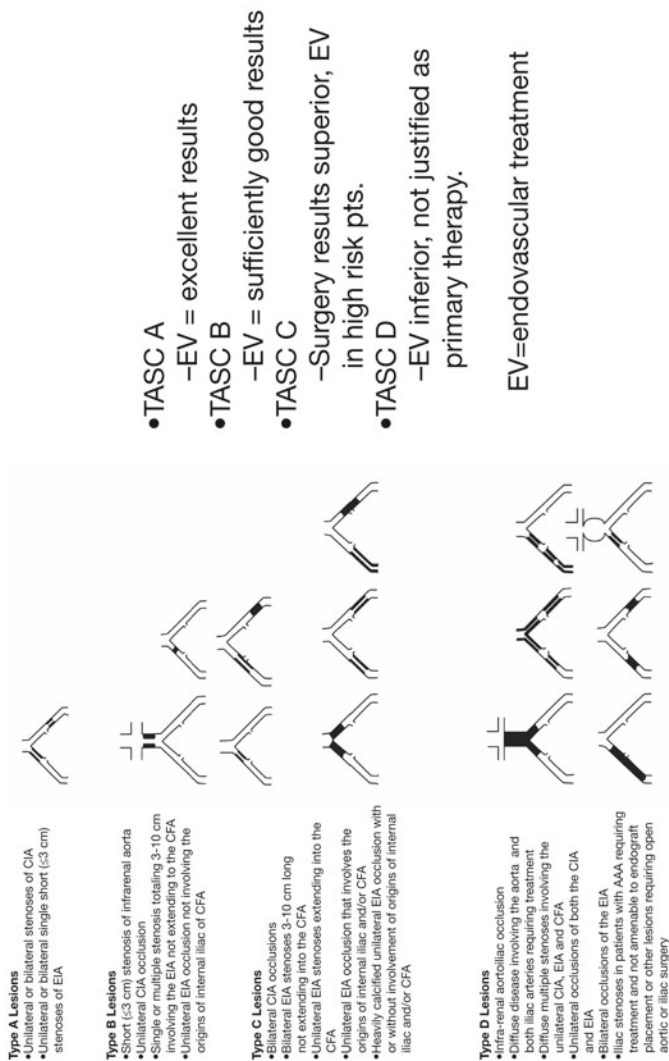 Type A Lesions
•Unilateral or bilateral stenoses of CIA
•Unilateral or bilateral single short (≤3 cm)
stenoses of EIA
Type B Lesions
•Short (≤3 cm) stenosis of infrarenal aorta
Unilateral CIA occlusion
•Single or multiple stenosis totaling 3-10 cm
involving the EIA not extending to the CFA
•Unilateral EIA occlusion not involving the
origins of internal iliac of CFA
Type C Lesions
•Bilateral CIA occlusions
•Bilateral EIA stenoses 3-10 cm long
not extending into the CFA
•Unilateral EIA stenoses extending into the
CFA
•Unilateral EIA occlusion that involves the
origins of internal iliac and/or CFA
•Heavily calcified unilateral EIA occlusion with
or without involvement of origins of internal
iliac and/or CFA
Type D Lesions
•Infra-renal aortoiliac occlusion
•Diffuse disease involving the aorta and
both iliac arteries requiring treatment
Diffuse multiple stenoses involving the
unilateral CIA, EIA and CFA
Unilateral occlusions of both the CIA
and EIA
•Bilateral occlusions of the EIA
iliac stenoses in patients with AAA requiring
treatment and not amenable to endograft
placement or other lesions requiring open
aortic or iliac surgery
•TASC A
–EV = excellent results
•TASC B
–EV = sufficiently good results
•TASC C
–Surgery results superior, EV
in high risk pts.
•TASC D
–EV inferior, not justified as
primary therapy.
EV=endovascular treatment